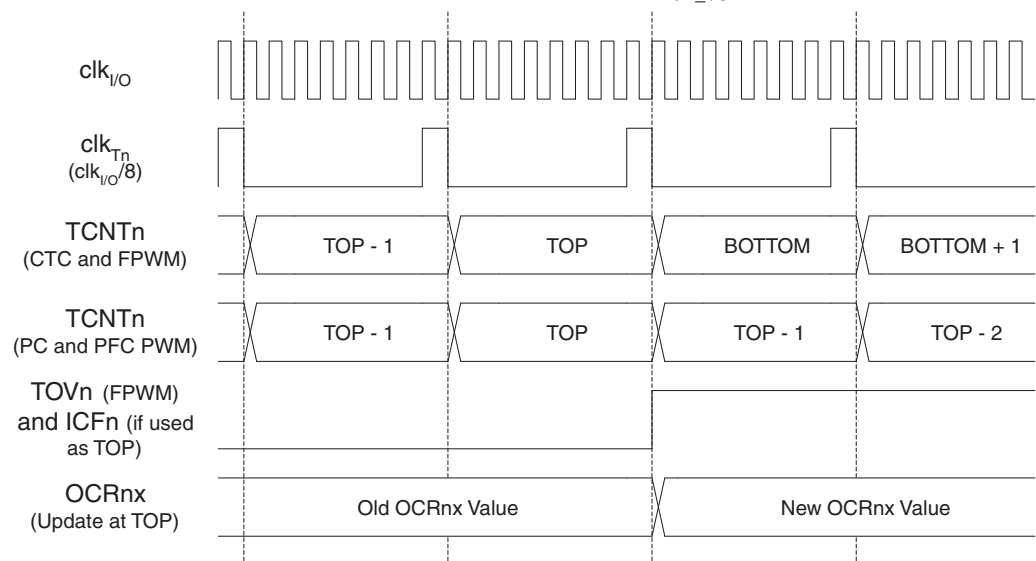 clkI/O
clkTn
(clkI/O/8)
TCNTn
(CTC and FPWM)
TOP - 1 TOP BOTTOM BOTTOM + 1
TCNTn
(PC and PFC PWM)
TOP - 1 TOP TOP - 1 TOP - 2
TOVn (FPWM)
and ICFn (if used
as TOP)
OCRnx
(Update at TOP)
Old OCRnx Value New OCRnx Value